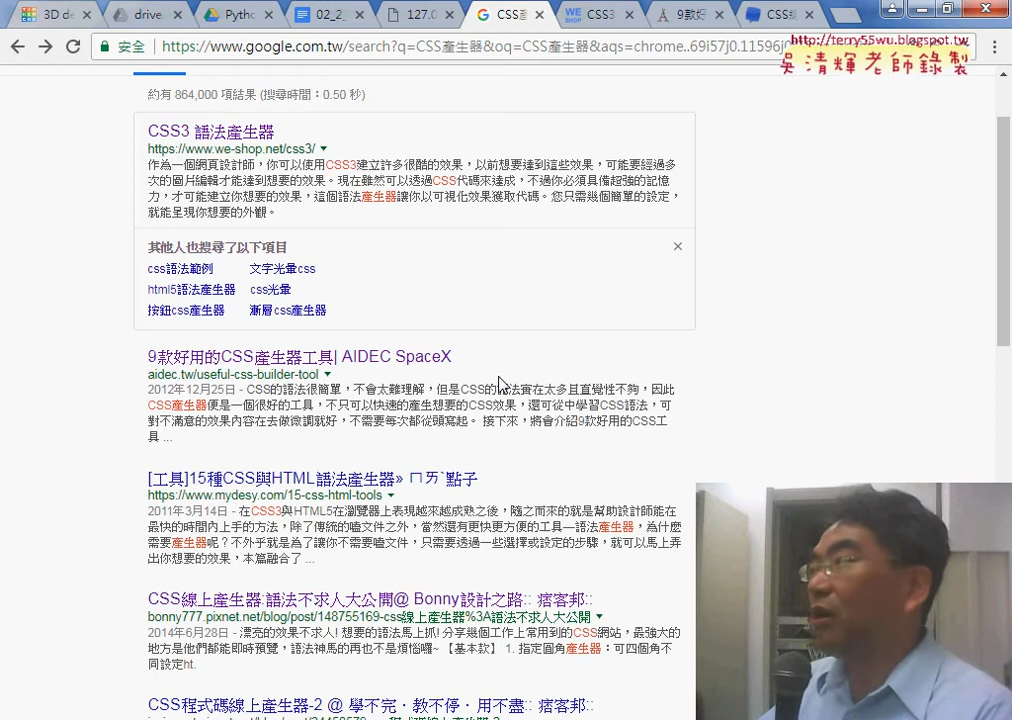 3D de
drive.
Pytho
02_2_
127.0
CSS產
CSS3
9款好
CSS線
安全
https://www.google.com.tw/search?q=CSS產生器&oq=CSS產生器&aqs=chrome..69i57j0.11596j
http://terry55wu.blogspot.tw
吳清輝老師錄製
約有 864,000 項結果 (搜尋時間：0.50 秒)
CSS3 語法產生器
https://www.we-shop.net/css3/
作為一個網頁設計師，你可以使用CSS3建立許多很酷的效果，以前想要達到這些效果，可能要經過多
次的圖片編輯才能達到想要的效果。現在雖然可以透過CSS代碼來達成，不過你必須具備超強的記憶
力，才可能建立你想要的效果，這個語法產生器讓你以可視化效果獲取代碼。您只需幾個簡單的設定，
就能呈現你想要的外觀。
其他人也搜尋了以下項目
css語法範例 文字光暈css
html5語法產生器 css光暈
按鈕css產生器 漸層css產生器
9款好用的CSS產生器工具| AIDEC SpaceX
aidec.tw/useful-css-builder-tool
2012年12月25日 - CSS的語法很簡單，不會太難理解，但是CSS的語法實在太多且直覺性不夠，因此
CSS產生器便是一個很好的工具，不只可以快速的產生想要的CSS效果，還可從中學習CSS語法，可
對不滿意的效果內容在去做微調就好，不需要每次都從頭寫起。 接下來，將會介紹9款好用的CSS工
具 ...
[工具]15種CSS與HTML語法產生器» ㄇㄞˋ點子
https://www.mydesy.com/15-css-html-tools
2011年3月14日 - 在CSS3與HTML5在瀏覽器上表現越來越成熟之後，隨之而來的就是幫助設計師能在
最快的時間內上手的方法，除了傳統的嗑文件之外，當然還有更快更方便的工具—語法產生器，為什麼
需要產生器呢？不外乎就是為了讓你不需要嗑文件，只需要透過一些選擇或設定的步驟，就可以馬上弄
出你想要的效果，本篇融合了 ...
CSS線上產生器:語法不求人大公開@ Bonny設計之路:: 痞客邦::
bonny777.pixnet.net/blog/post/148755169-css線上產生器%3A語法不求人大公開
2014年6月28日 - 漂亮的效果不求人! 想要的語法馬上抓! 分享幾個工作上常用到的CSS網站，最強大的
地方是他們都能即時預覽，語法神馬的再也不是煩惱囉~ 【基本款】 1. 指定圓角產生器：可四個角不
同設定ht.
CSS程式碼線上產生器-2 @ 學不完．教不停．用不盡:: 痞客邦::